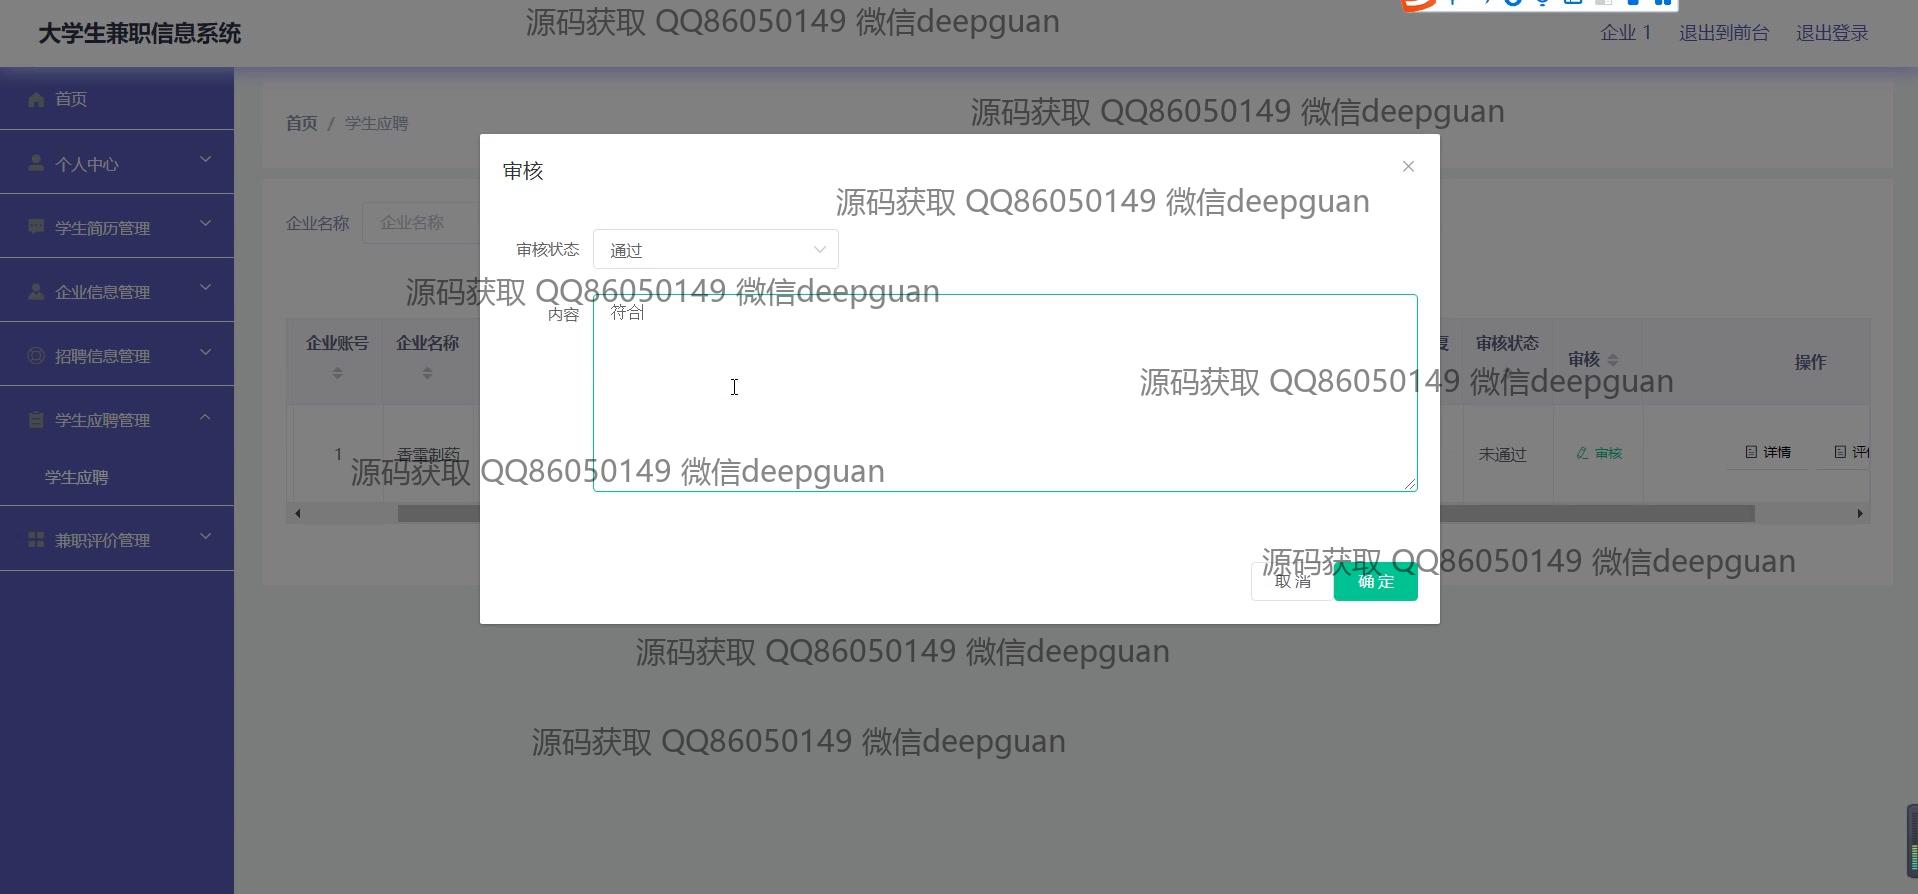 大学生兼职信息系统
源码获取 QQ86050149 微信deepguan
企业 1 退出到前台 退出登录
首页
首页 / 学生应聘
源码获取 QQ86050149 微信deepguan
个人中心
审核
源码获取 QQ86050149 微信deepguan
学生简历管理
企业名称 企业名称
审核状态 通过
企业信息管理
源码获取 QQ86050149 微信deepguan
内容 符合
招聘信息管理
企业账号 企业名称 复 审核状态 审核 操作
源码获取 QQ86050149 微信deepguan
学生应聘管理
1 香雪制药 未通过 审核 详情 评价
源码获取 QQ86050149 微信deepguan
学生应聘
兼职评价管理
源码获取 QQ86050149 微信deepguan
取消 确定
源码获取 QQ86050149 微信deepguan
源码获取 QQ86050149 微信deepguan